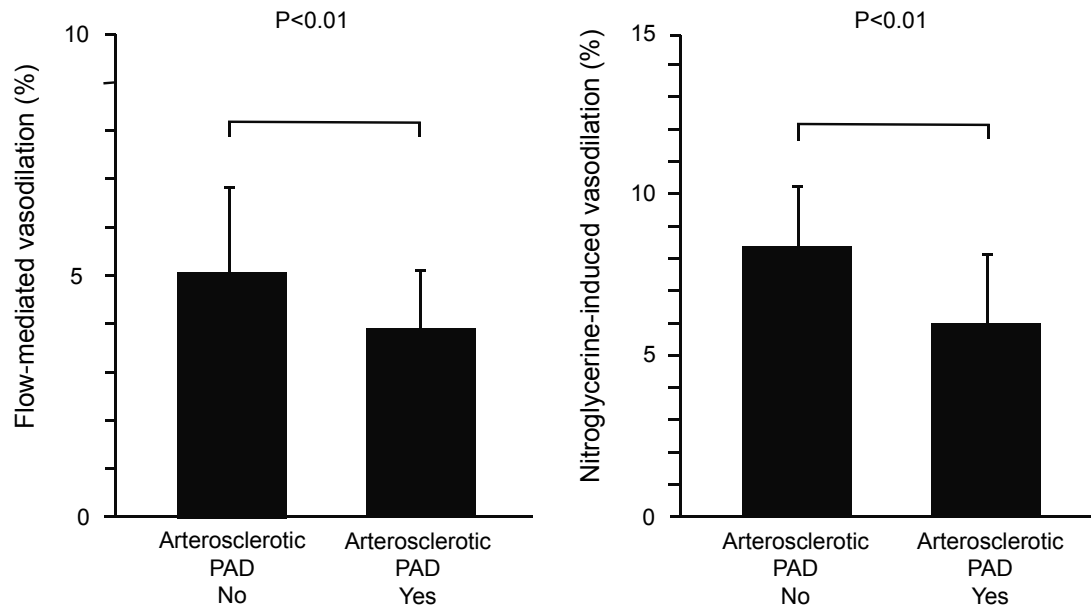 P<0.01
Flow-mediated vasodilation (%)
10
5
0
Arterosclerotic
PAD
No
Arterosclerotic
PAD
Yes
P<0.01
Nitroglycerine-induced vasodilation (%)
15
10
5
0
Arterosclerotic
PAD
No
Arterosclerotic
PAD
Yes